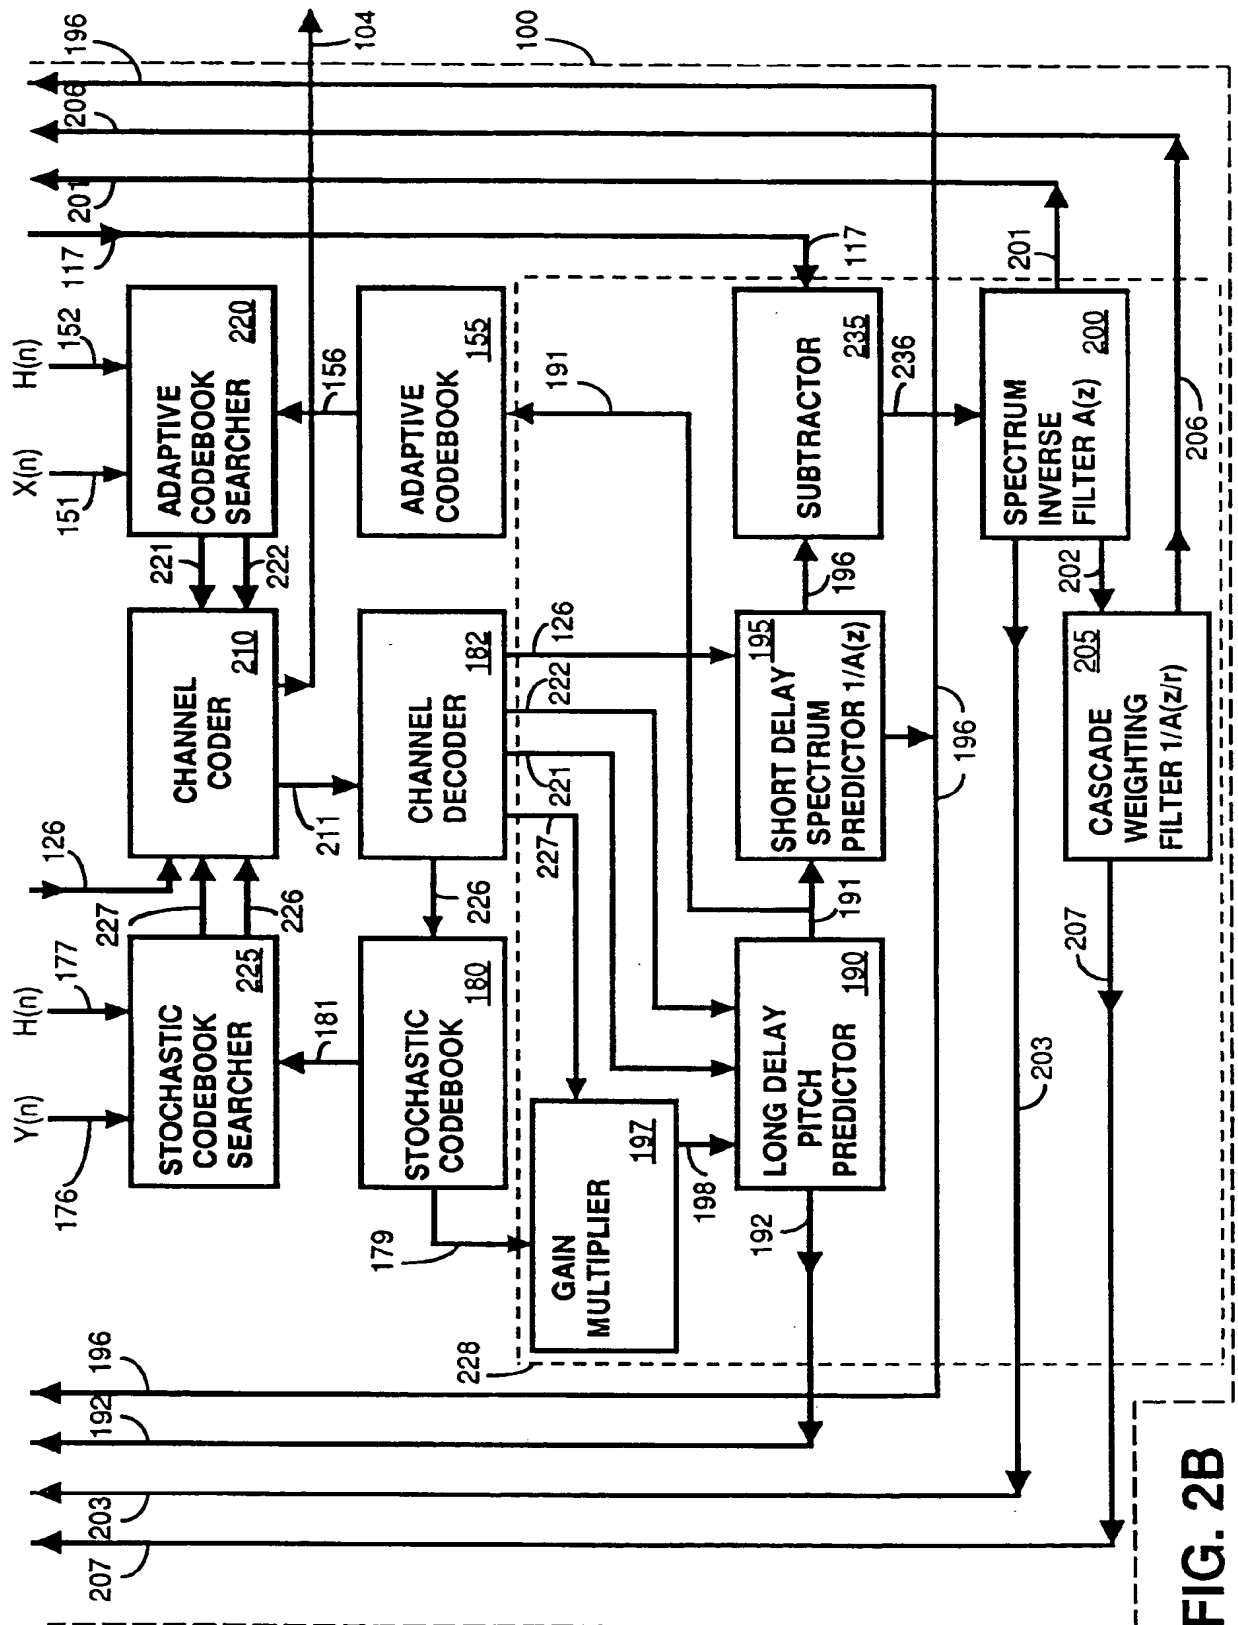 Y(n)
176
H(n)
177
126
X(n)
151
H(n)
152
117
201
206
196
104
100
STOCHASTIC
CODEBOOK
SEARCHER
225
227
226
CHANNEL
CODER
210
221
222
ADAPTIVE
CODEBOOK
SEARCHER
220
181
211
156
STOCHASTIC
CODEBOOK
180
226
CHANNEL
DECODER
182
ADAPTIVE
CODEBOOK
155
179
228
227
221
222
126
191
GAIN
MULTIPLIER
197
198
LONG DELAY
PITCH
PREDICTOR
190
191
192
SHORT DELAY
SPECTRUM
PREDICTOR 1/A(z)
195
196
SUBTRACTOR
235
117
236
196
203
SPECTRUM
INVERSE
FILTER A(z)
200
201
202
CASCADE
WEIGHTING
FILTER 1/A(z/r)
205
206
207
207
203
192
196
FIG. 2B